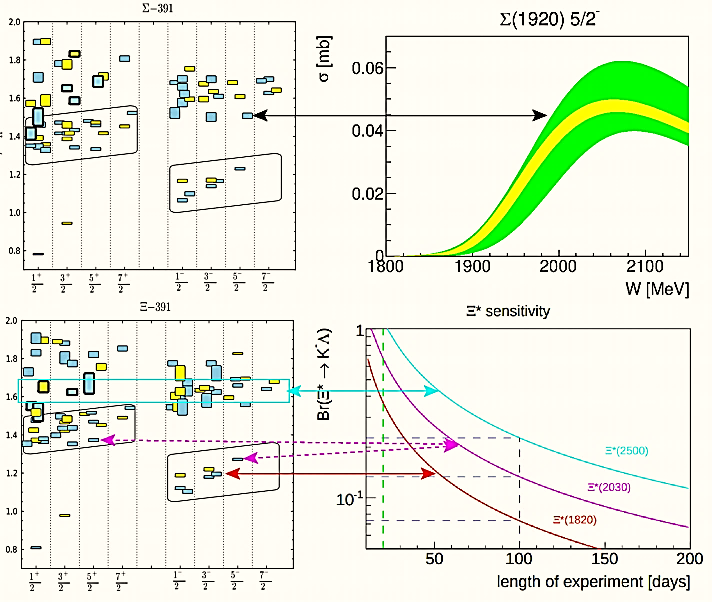 Σ−391
2.0
1.8
1.6
1.4
1.2
1.0
0.8
1/2⁺ 3/2⁺ 5/2⁺ 7/2⁺ 1/2⁻ 3/2⁻ 5/2⁻ 7/2⁻
Σ(1920) 5/2⁻
σ [mb]
0.06
0.04
0.02
0
1800 1900 2000 2100
W [MeV]
Ξ−391
2.0
1.8
1.6
1.4
1.2
1.0
0.8
1/2⁺ 3/2⁺ 5/2⁺ 7/2⁺ 1/2⁻ 3/2⁻ 5/2⁻ 7/2⁻
Ξ* sensitivity
Br(Ξ* → K⁻Λ)
1
10⁻¹
Ξ*(2500)
Ξ*(2030)
Ξ*(1820)
50 100 150 200
length of experiment [days]